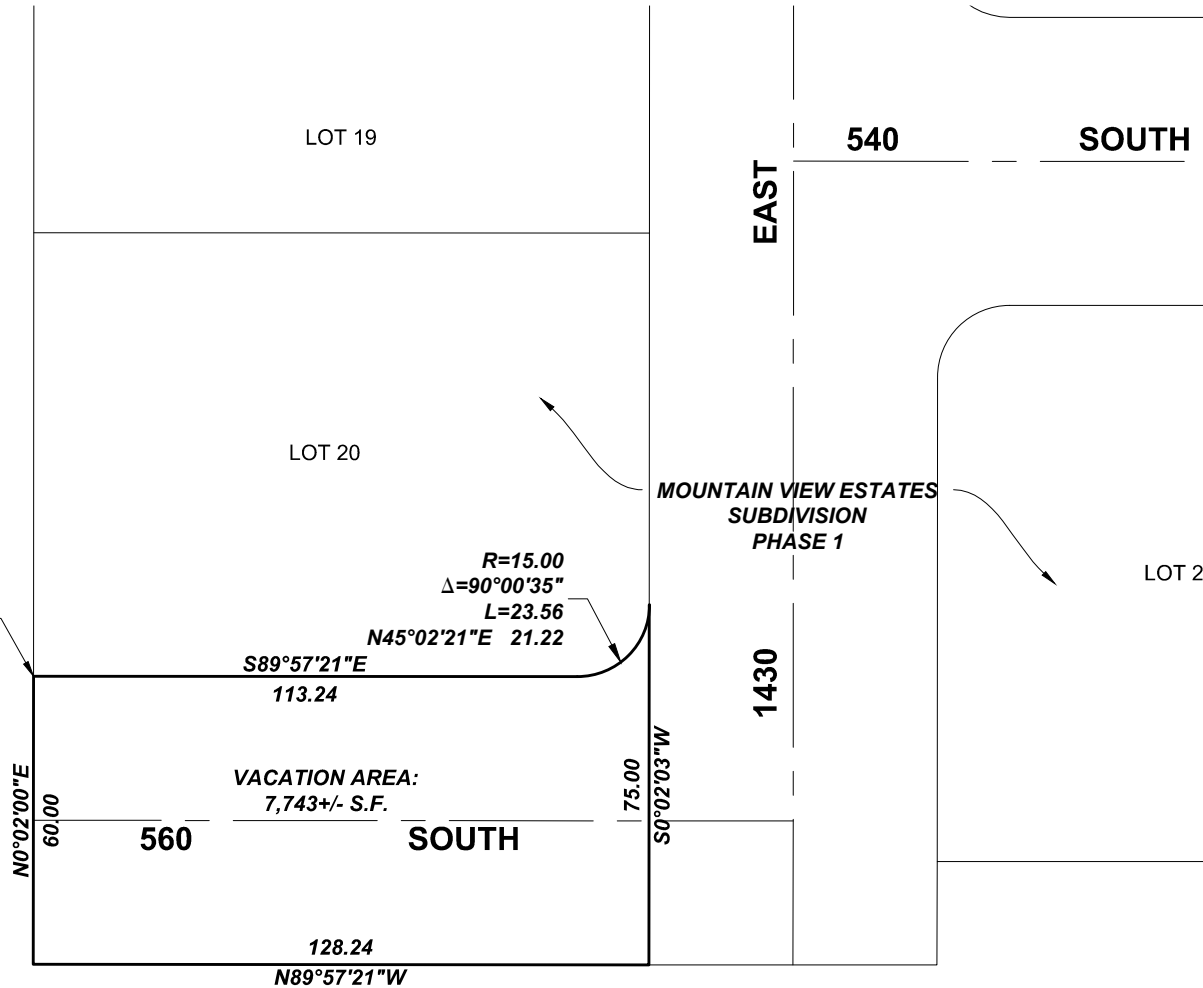 LOT 19
540 SOUTH
EAST
LOT 20
MOUNTAIN VIEW ESTATES
SUBDIVISION
PHASE 1
LOT 2
R=15.00
Δ=90°00'35"
L=23.56
N45°02'21"E 21.22
S89°57'21"E
113.24
1430
VACATION AREA:
7,743+/- S.F.
N0°02'00"E
60.00
75.00
S0°02'03"W
560 SOUTH
128.24
N89°57'21"W